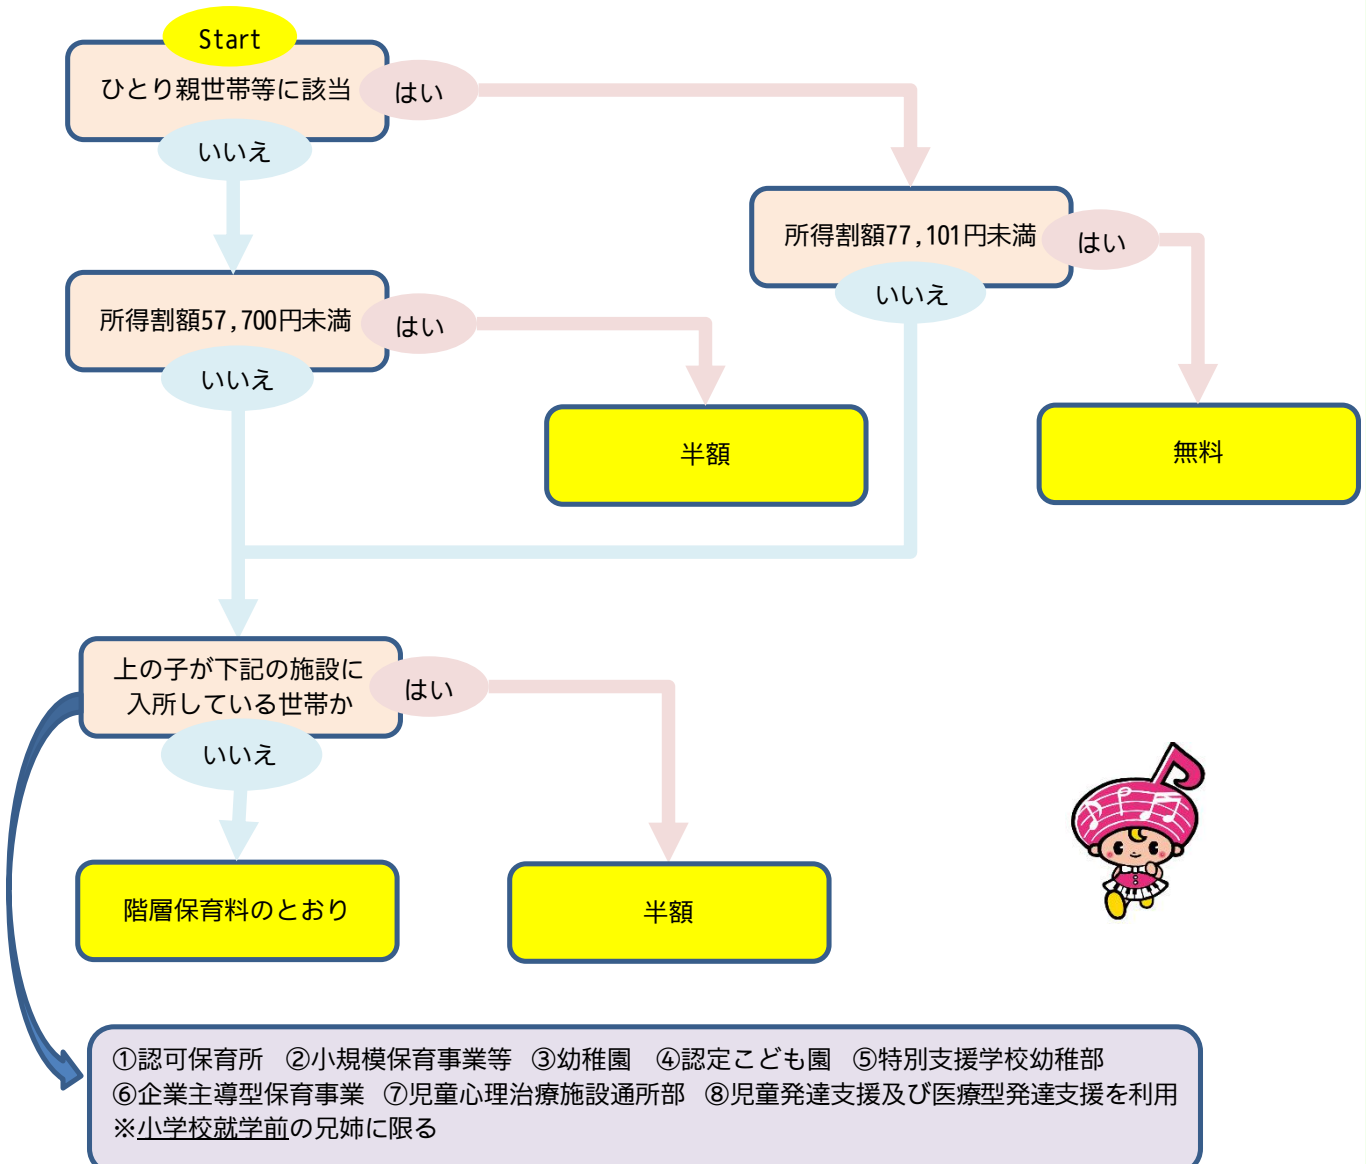 Start
ひとり親世帯等に該当
はい
いいえ
所得割額77,101円未満
はい
いいえ
所得割額57,700円未満
はい
いいえ
半額
無料
上の子が下記の施設に
入所している世帯か
はい
いいえ
階層保育料のとおり
半額
①認可保育所 ②小規模保育事業等 ③幼稚園 ④認定こども園 ⑤特別支援学校幼稚部
⑥企業主導型保育事業 ⑦児童心理治療施設通所部 ⑧児童発達支援及び医療型発達支援を利用
※小学校就学前の兄姉に限る